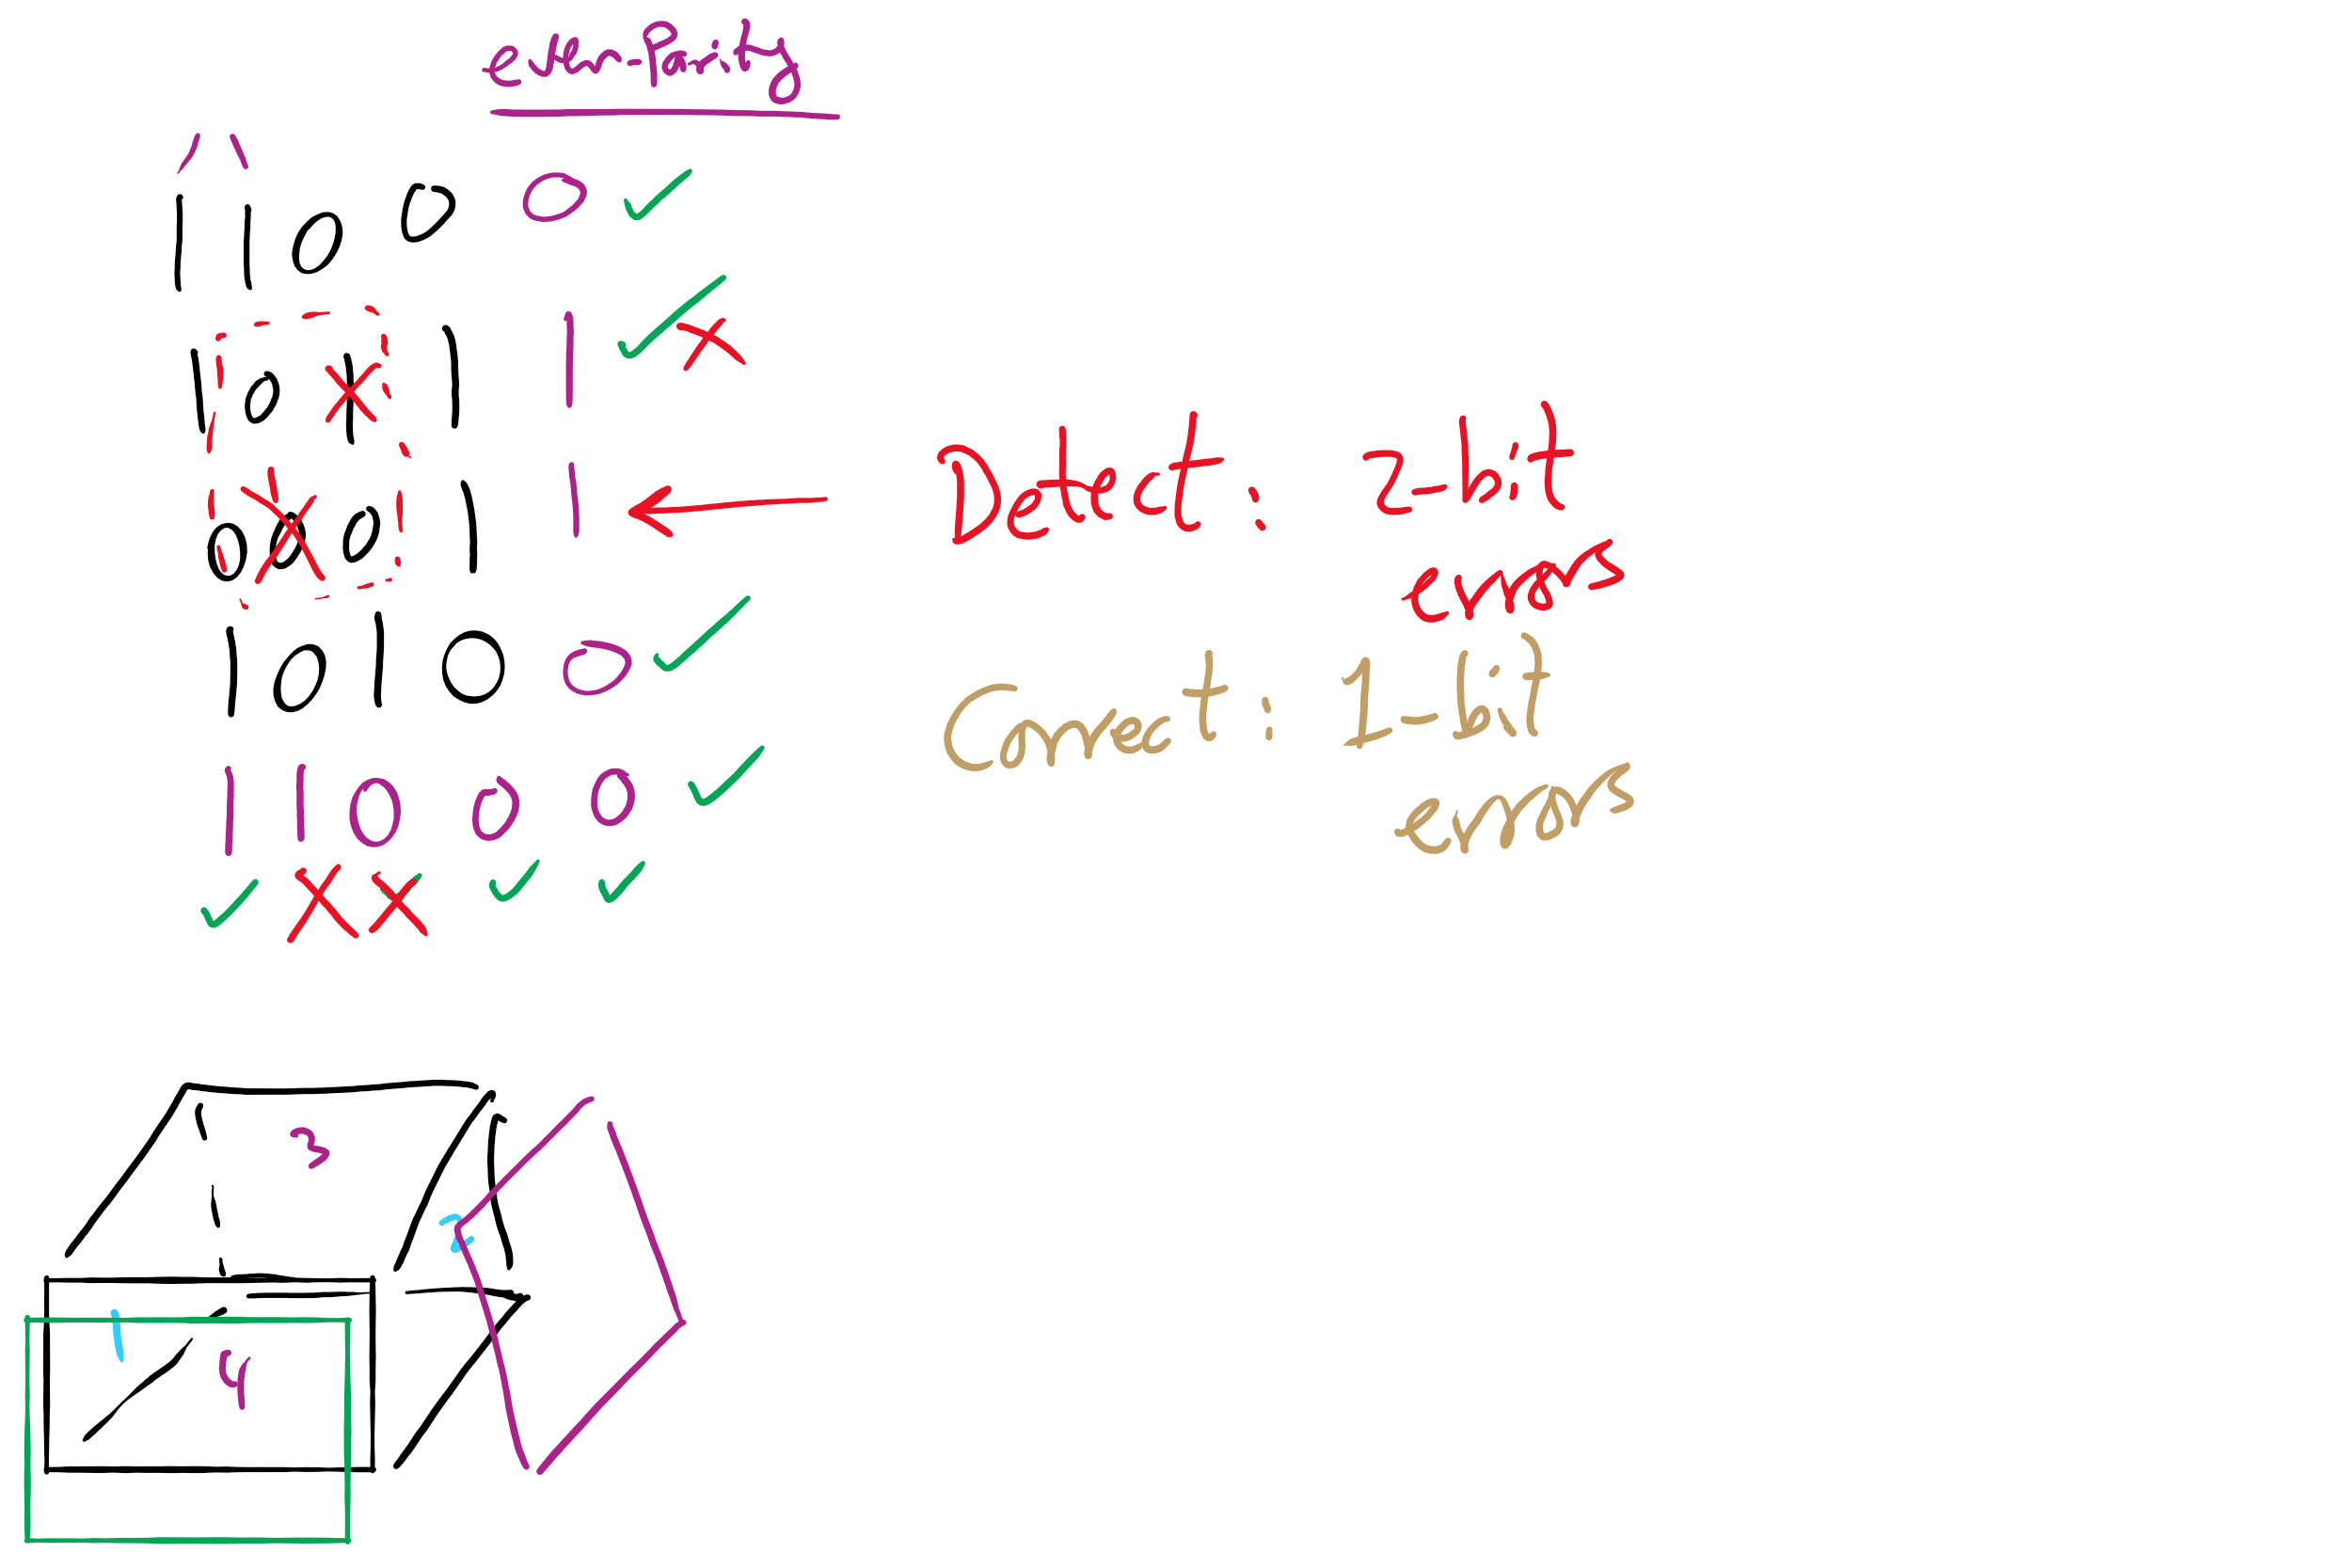 even-Parity
1 1 0 0 0
1 0 1 1 1
0 0 0 1 1
1 0 1 0 0
1 1 0 0 0
Detect: 2-bit
errors
Correct: 1-bit
errors
3
2
1
4